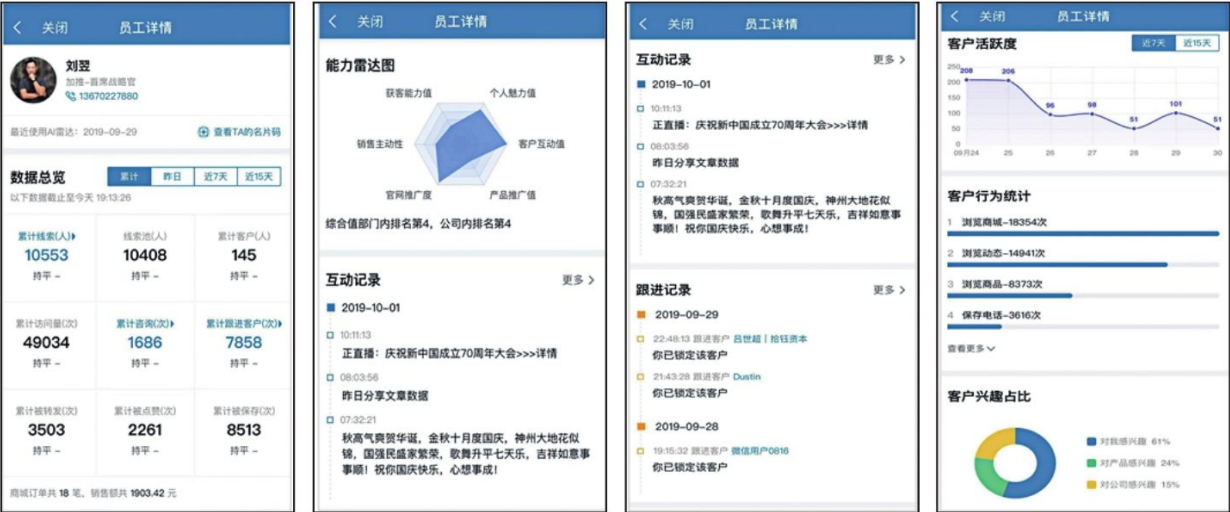 关闭
员工详情
刘翌
加推-首席战略官
13670227880
最近使用AI雷达：2019-09-29
查看TA的名片码
数据总览
累计
昨日
近7天
近15天
以下数据截止至今天 19:13:26
累计线索(人)
线索池(人)
累计客户(人)
10553
10408
145
持平 -
持平 -
持平 -
累计访问量(次)
累计咨询(次)
累计跟进客户(次)
49034
1686
7858
持平 -
持平 -
持平 -
累计被转发(次)
累计被点赞(次)
累计被保存(次)
3503
2261
8513
持平 -
持平 -
持平 -
商城订单共 18 笔，销售额共 1903.42 元
关闭
员工详情
能力雷达图
获客能力值
个人魅力值
销售主动性
客户互动值
官网推广度
产品推广值
综合值部门内排名第4，公司内排名第4
互动记录
更多
2019-10-01
10:11:13
正直播：庆祝新中国成立70周年大会>>>详情
08:03:56
昨日分享文章数据
07:32:21
秋高气爽贺华诞，金秋十月度国庆，神州大地花似
锦，国强民盛家繁荣，歌舞升平七天乐，吉祥如意事
事顺！祝你国庆快乐，心想事成！
关闭
员工详情
互动记录
更多
2019-10-01
10:11:13
正直播：庆祝新中国成立70周年大会>>>详情
08:03:56
昨日分享文章数据
07:32:21
秋高气爽贺华诞，金秋十月度国庆，神州大地花似
锦，国强民盛家繁荣，歌舞升平七天乐，吉祥如意事
事顺！祝你国庆快乐，心想事成！
跟进记录
更多
2019-09-29
22:48:13 跟进客户 吕世超 | 拾钰资本
你已锁定该客户
21:43:28 跟进客户 Dustin
你已锁定该客户
2019-09-28
19:15:32 跟进客户 微信用户0816
你已锁定该客户
关闭
员工详情
客户活跃度
近7天
近15天
250
200
150
100
50
0
208
206
96
98
51
101
51
09月24
25
26
27
28
29
30
客户行为统计
1 浏览商城-18354次
2 浏览动态-14941次
3 浏览商品-8373次
4 保存电话-3616次
查看更多
客户兴趣占比
对我感兴趣 61%
对产品感兴趣 24%
对公司感兴趣 15%